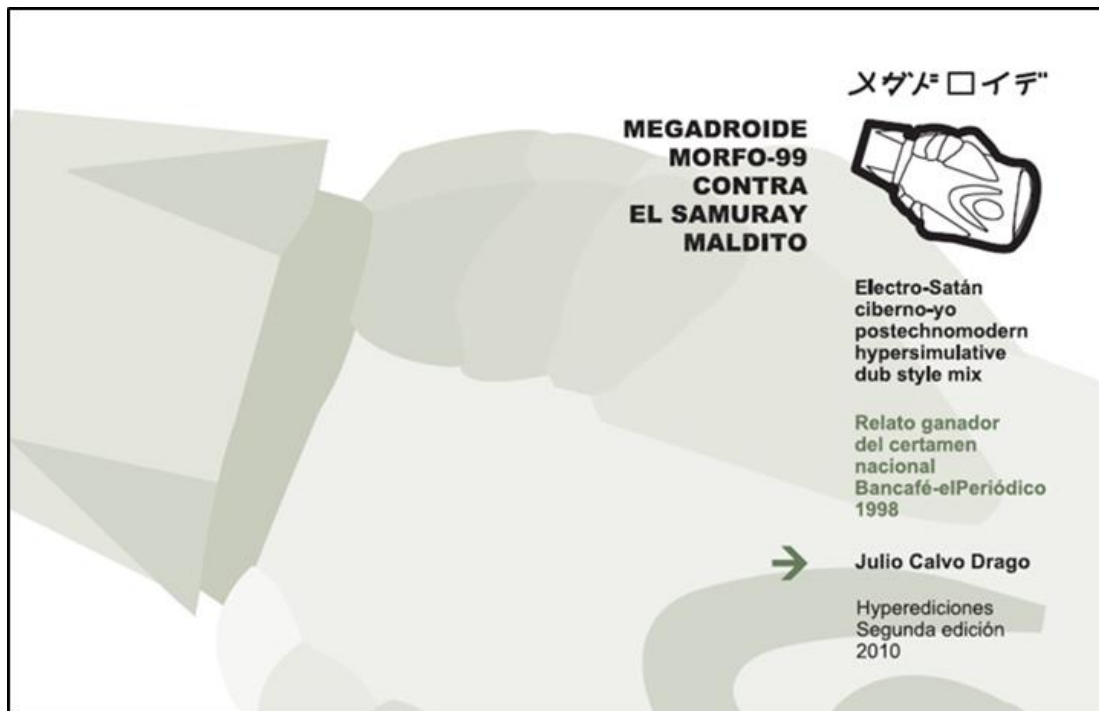 メガドロイデ
MEGADROIDE
MORFO-99
CONTRA
EL SAMURAY
MALDITO
Electro-Satán
ciberno-yo
postechnomodern
hypersimulative
dub style mix
Relato ganador
del certamen
nacional
Bancafé-elPeriódico
1998
Julio Calvo Drago
Hyperediciones
Segunda edición
2010